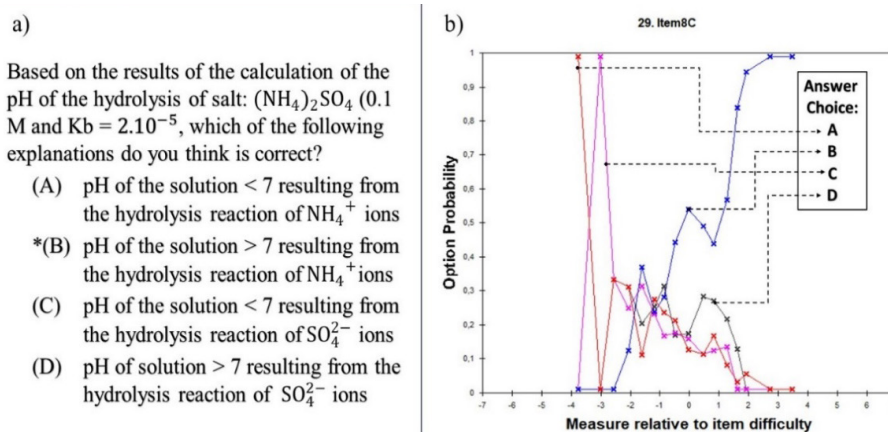 a)
Based on the results of the calculation of the
pH of the hydrolysis of salt: (NH₄)₂SO₄ (0.1
M and Kb = 2.10⁻⁵, which of the following
explanations do you think is correct?
(A) pH of the solution < 7 resulting from
the hydrolysis reaction of NH₄⁺ ions
*(B) pH of the solution > 7 resulting from
the hydrolysis reaction of NH₄⁺ ions
(C) pH of the solution < 7 resulting from
the hydrolysis reaction of SO₄²⁻ ions
(D) pH of solution > 7 resulting from the
hydrolysis reaction of SO₄²⁻ ions
b)
29. Item8C
Option Probability
1
0,9
0,8
0,7
0,6
0,5
0,4
0,3
0,2
0,1
0
-7 -6 -5 -4 -3 -2 -1 0 1 2 3 4 5 6
Measure relative to item difficulty
Answer
Choice:
A
B
C
D